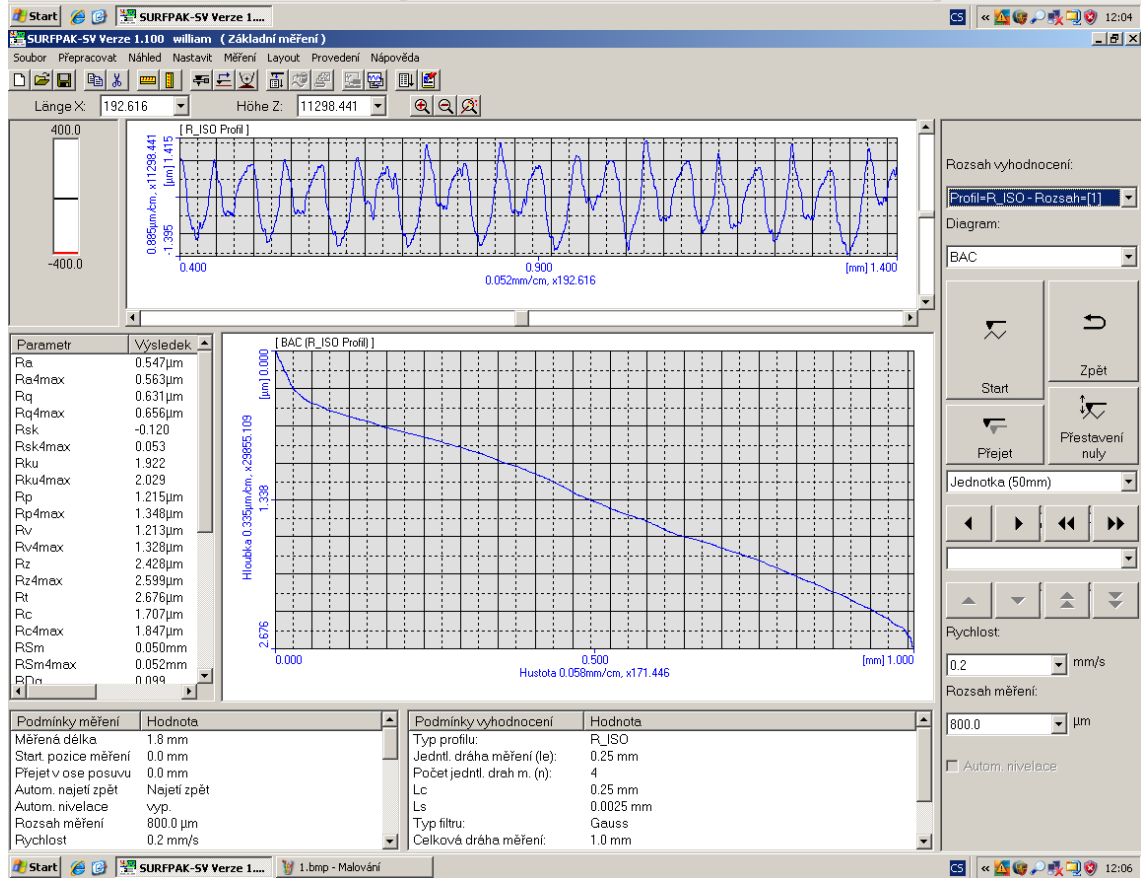 Start SURFPAK-SV Verze 1.... CS « 12:04
SURFPAK-SV Verze 1.100 william ( Základní měření )
Soubor Přepracovat Náhled Nastavit Měření Layout Provedení Nápověda
Länge X: 192.616 Höhe Z: 11298.441
400.0
-400.0
[ R_ISO Profil ]
0.885µm/cm, x11298.441
-1.395 [µm] 1.415
0.400 0.900 [mm] 1.400
0.052mm/cm, x192.616
Parametr Výsledek
Ra 0.547µm
Ra4max 0.563µm
Rq 0.631µm
Rq4max 0.656µm
Rsk -0.120
Rsk4max 0.053
Rku 1.922
Rku4max 2.029
Rp 1.215µm
Rp4max 1.348µm
Rv 1.213µm
Rv4max 1.328µm
Rz 2.428µm
Rz4max 2.599µm
Rt 2.676µm
Rc 1.707µm
Rc4max 1.847µm
RSm 0.050mm
RSm4max 0.052mm
RDq 0.099
[ BAC (R_ISO Profil) ]
Hloubka 0.335µm/cm, x29855.109
2.676 1.338 [µm] 0.000
0.000 0.500 [mm] 1.000
Hustota 0.058mm/cm, x171.446
Rozsah vyhodnocení:
Profil=R_ISO - Rozsah=[1]
Diagram:
BAC
Start
Zpět
Přejet
Přestavení
nuly
Jednotka (50mm)
Rychlost:
0.2 mm/s
Rozsah měření:
800.0 µm
Autom. nivelace
Podmínky měření Hodnota
Měřená délka 1.8 mm
Start. pozice měření 0.0 mm
Přejet v ose posuvu 0.0 mm
Autom. najetí zpět Najetí zpět
Autom. nivelace vyp.
Rozsah měření 800.0 µm
Rychlost 0.2 mm/s
Podmínky vyhodnocení Hodnota
Typ profilu: R_ISO
Jedntl. dráha měření (le): 0.25 mm
Počet jedntl. drah m. (n): 4
Lc 0.25 mm
Ls 0.0025 mm
Typ filtru: Gauss
Celková dráha měření: 1.0 mm
Start SURFPAK-SV Verze 1.... 1.bmp - Malování CS « 12:06